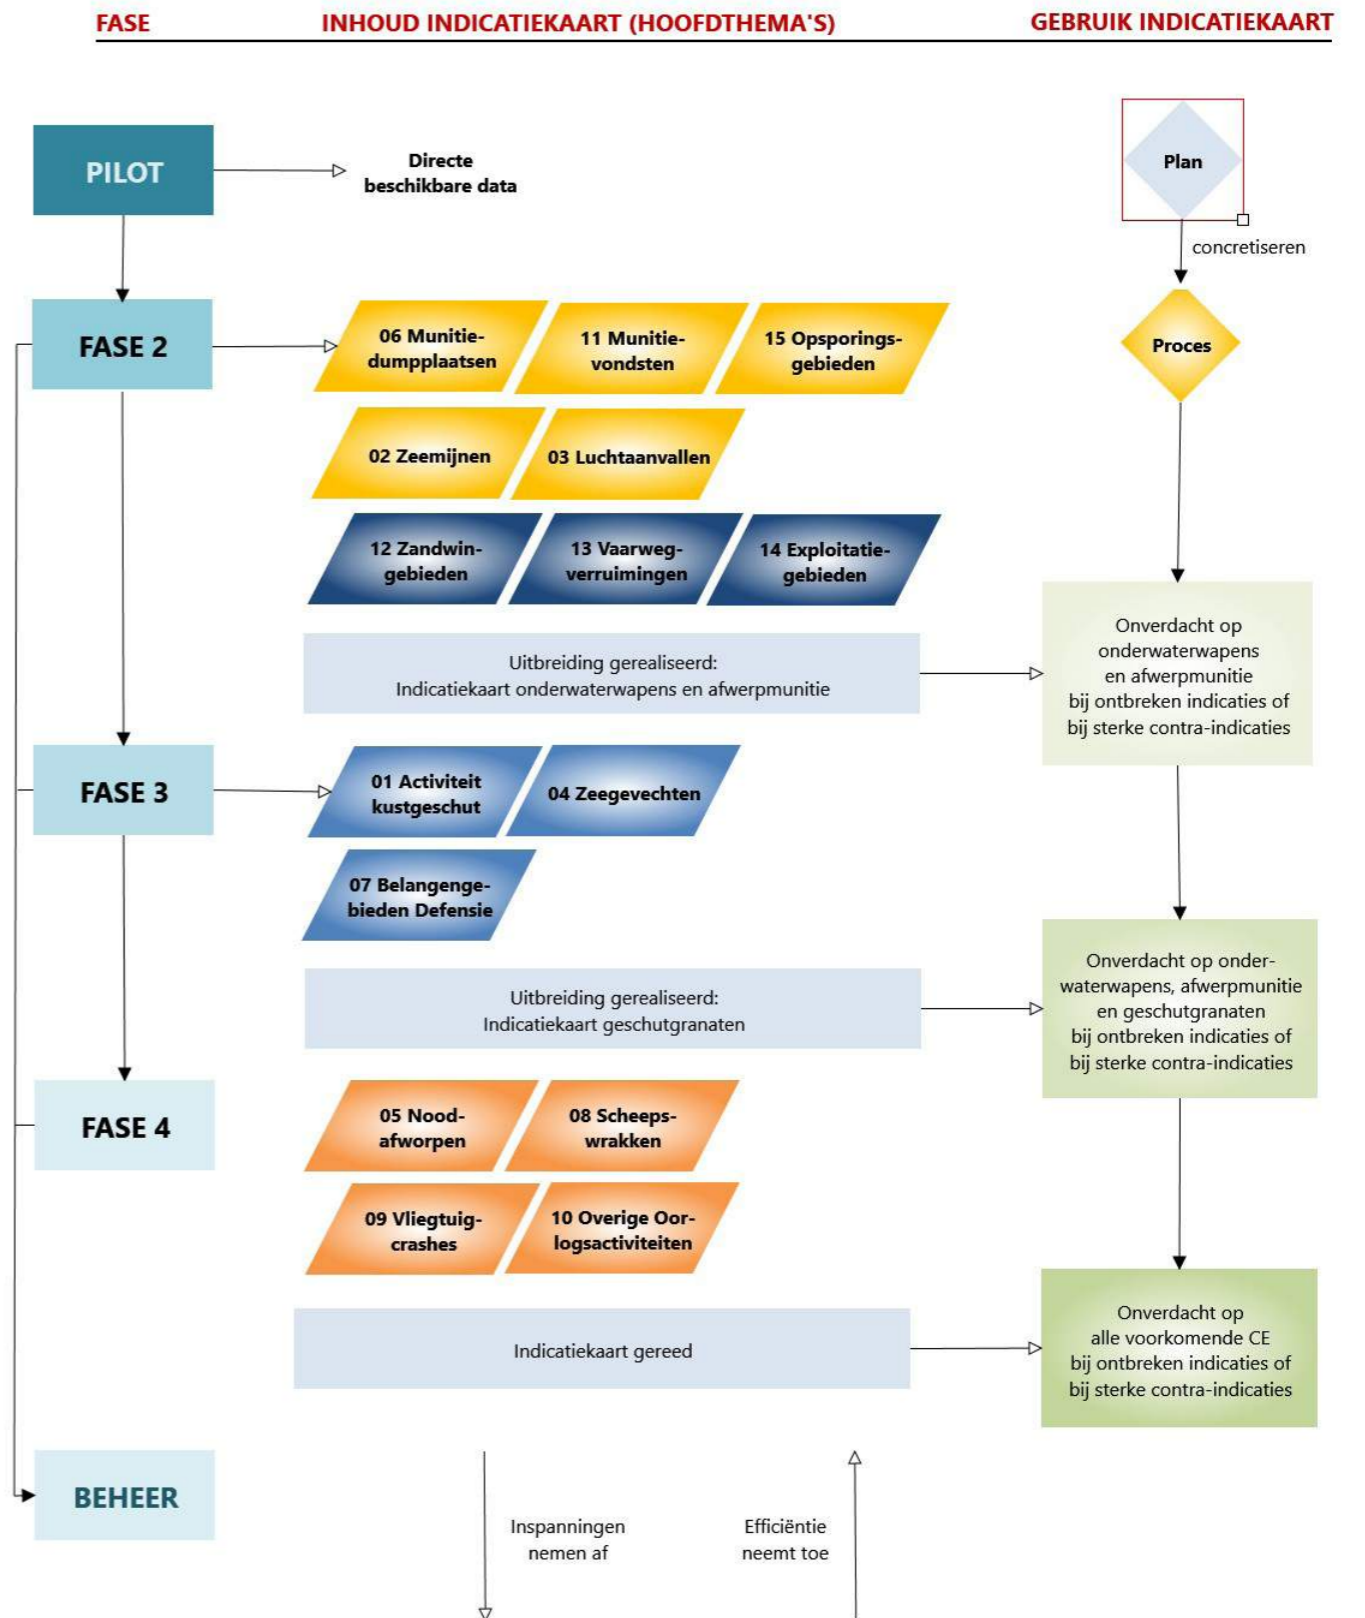 FASE
INHOUD INDICATIEKAART (HOOFDTHEMA'S)
GEBRUIK INDICATIEKAART
PILOT
Directe
beschikbare data
Plan
concretiseren
FASE 2
06 Munitie-
dumpplaatsen
11 Munitie-
vondsten
15 Opsporings-
gebieden
Proces
02 Zeemijnen
03 Luchtaanvallen
12 Zandwin-
gebieden
13 Vaarweg-
verruimingen
14 Exploitatie-
gebieden
Uitbreiding gerealiseerd:
Indicatiekaart onderwaterwapens en afwerpmunitie
Onverdacht op
onderwaterwapens
en afwerpmunitie
bij ontbreken indicaties of
bij sterke contra-indicaties
FASE 3
01 Activiteit
kustgeschut
04 Zeegevechten
07 Belangenge-
bieden Defensie
Uitbreiding gerealiseerd:
Indicatiekaart geschutgranaten
Onverdacht op onder-
waterwapens, afwerpmunitie
en geschutgranaten
bij ontbreken indicaties of
bij sterke contra-indicaties
FASE 4
05 Nood-
afworpen
08 Scheeps-
wrakken
09 Vliegtuig-
crashes
10 Overige Oor-
logsactiviteiten
Indicatiekaart gereed
Onverdacht op
alle voorkomende CE
bij ontbreken indicaties of
bij sterke contra-indicaties
BEHEER
Inspanningen
nemen af
Efficiëntie
neemt toe